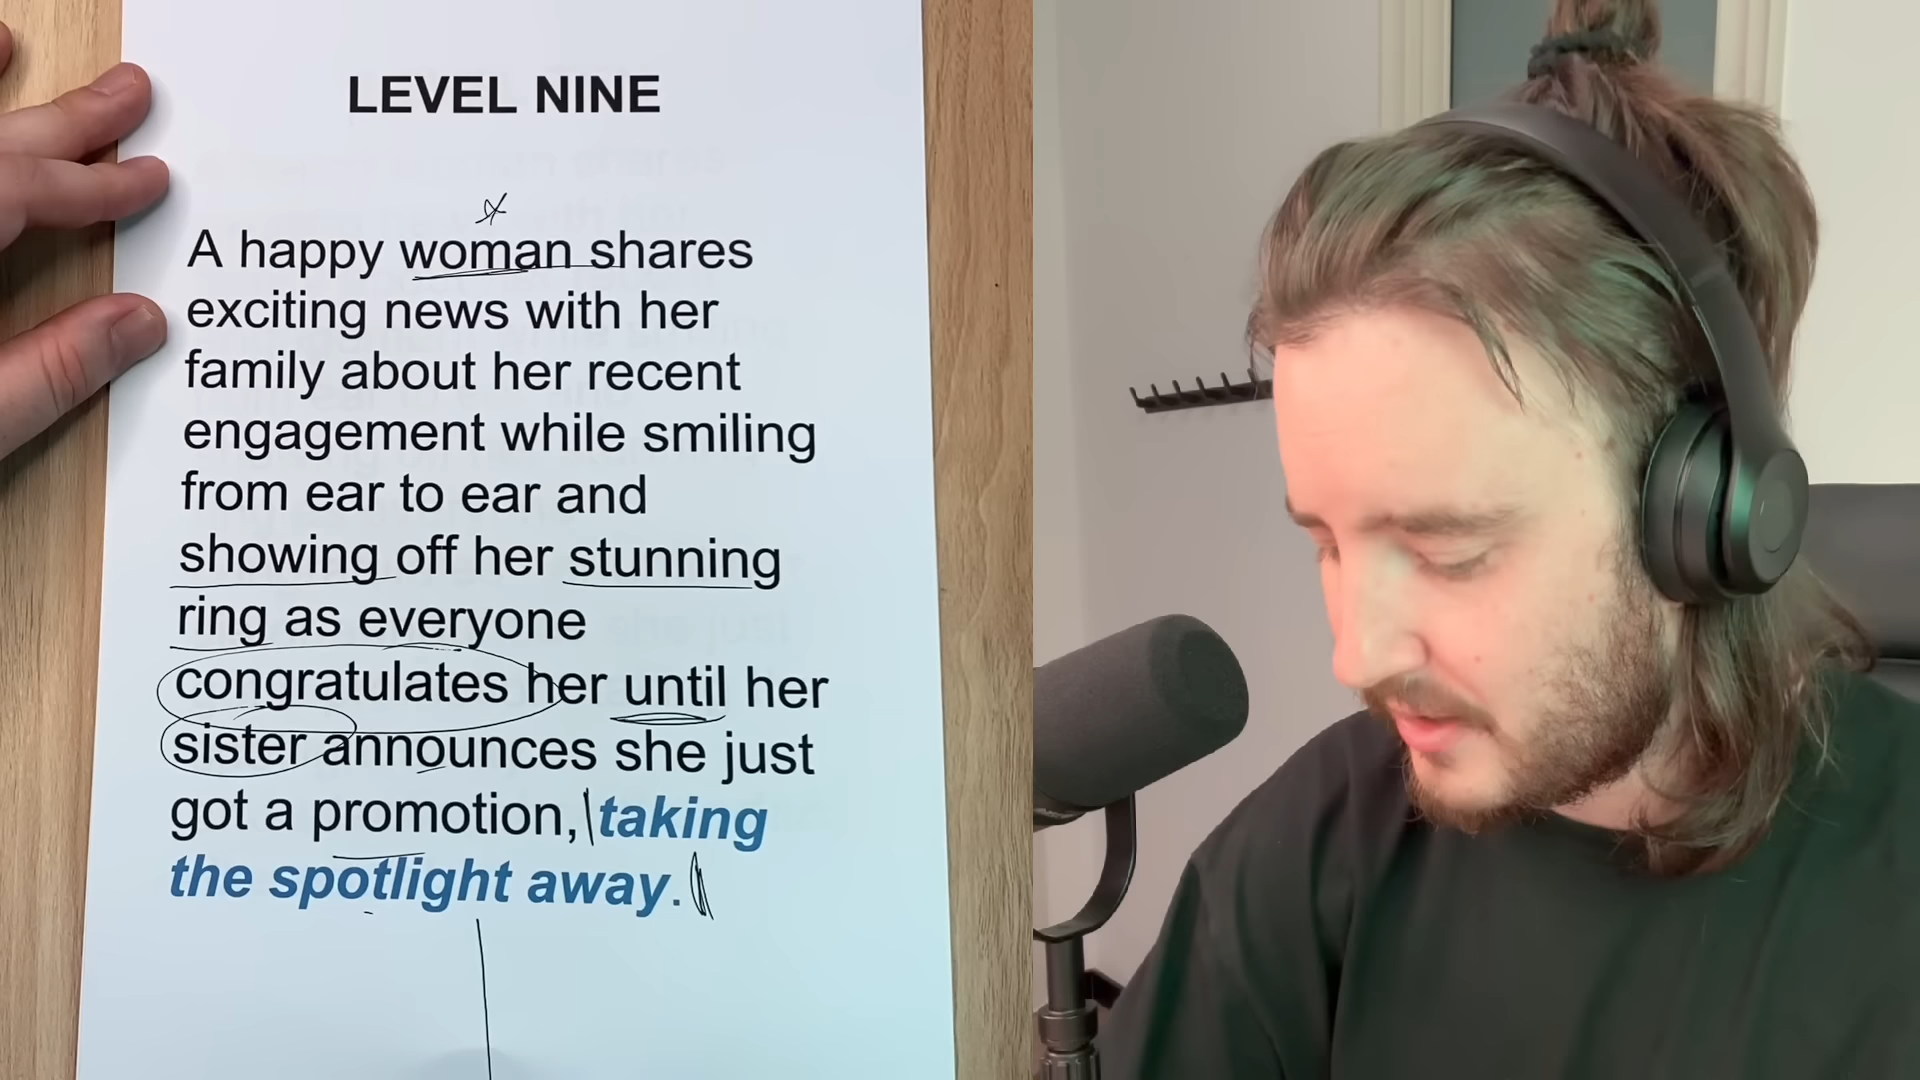 LEVEL NINE
A happy woman shares
exciting news with her
family about her recent
engagement while smiling
from ear to ear and
showing off her stunning
ring as everyone
congratulates her until her
sister announces she just
got a promotion, taking
the spotlight away.